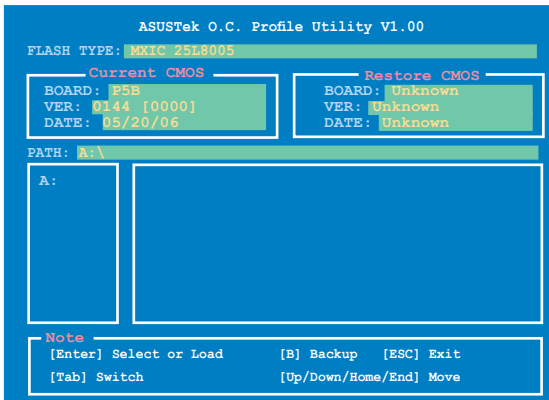 ASUSTek O.C. Profile Utility V1.00
FLASH TYPE: MXIC 25L8005
Current CMOS
BOARD: P5B
VER: 0144 [0000]
DATE: 05/20/06
Restore CMOS
BOARD: Unknown
VER: Unknown
DATE: Unknown
PATH: A:\
A:
Note
[Enter] Select or Load [B] Backup [ESC] Exit
[Tab] Switch [Up/Down/Home/End] Move